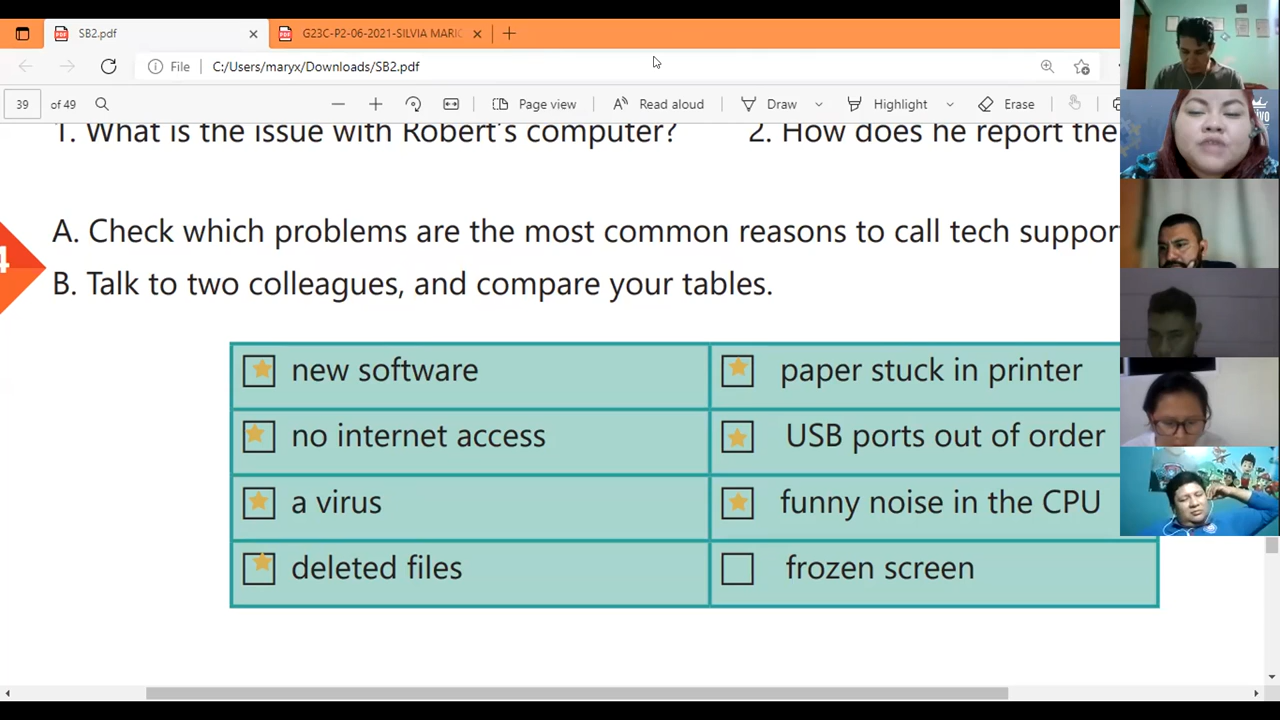 SB2.pdf
G23C-P2-06-2021-SILVIA MARI
File C:/Users/maryx/Downloads/SB2.pdf
39 of 49 Page view Read aloud Draw Highlight Erase
1. What is the issue with Robert's computer? 2. How does he report the
4
A. Check which problems are the most common reasons to call tech suppor
B. Talk to two colleagues, and compare your tables.
new software paper stuck in printer
no internet access USB ports out of order
a virus funny noise in the CPU
deleted files frozen screen